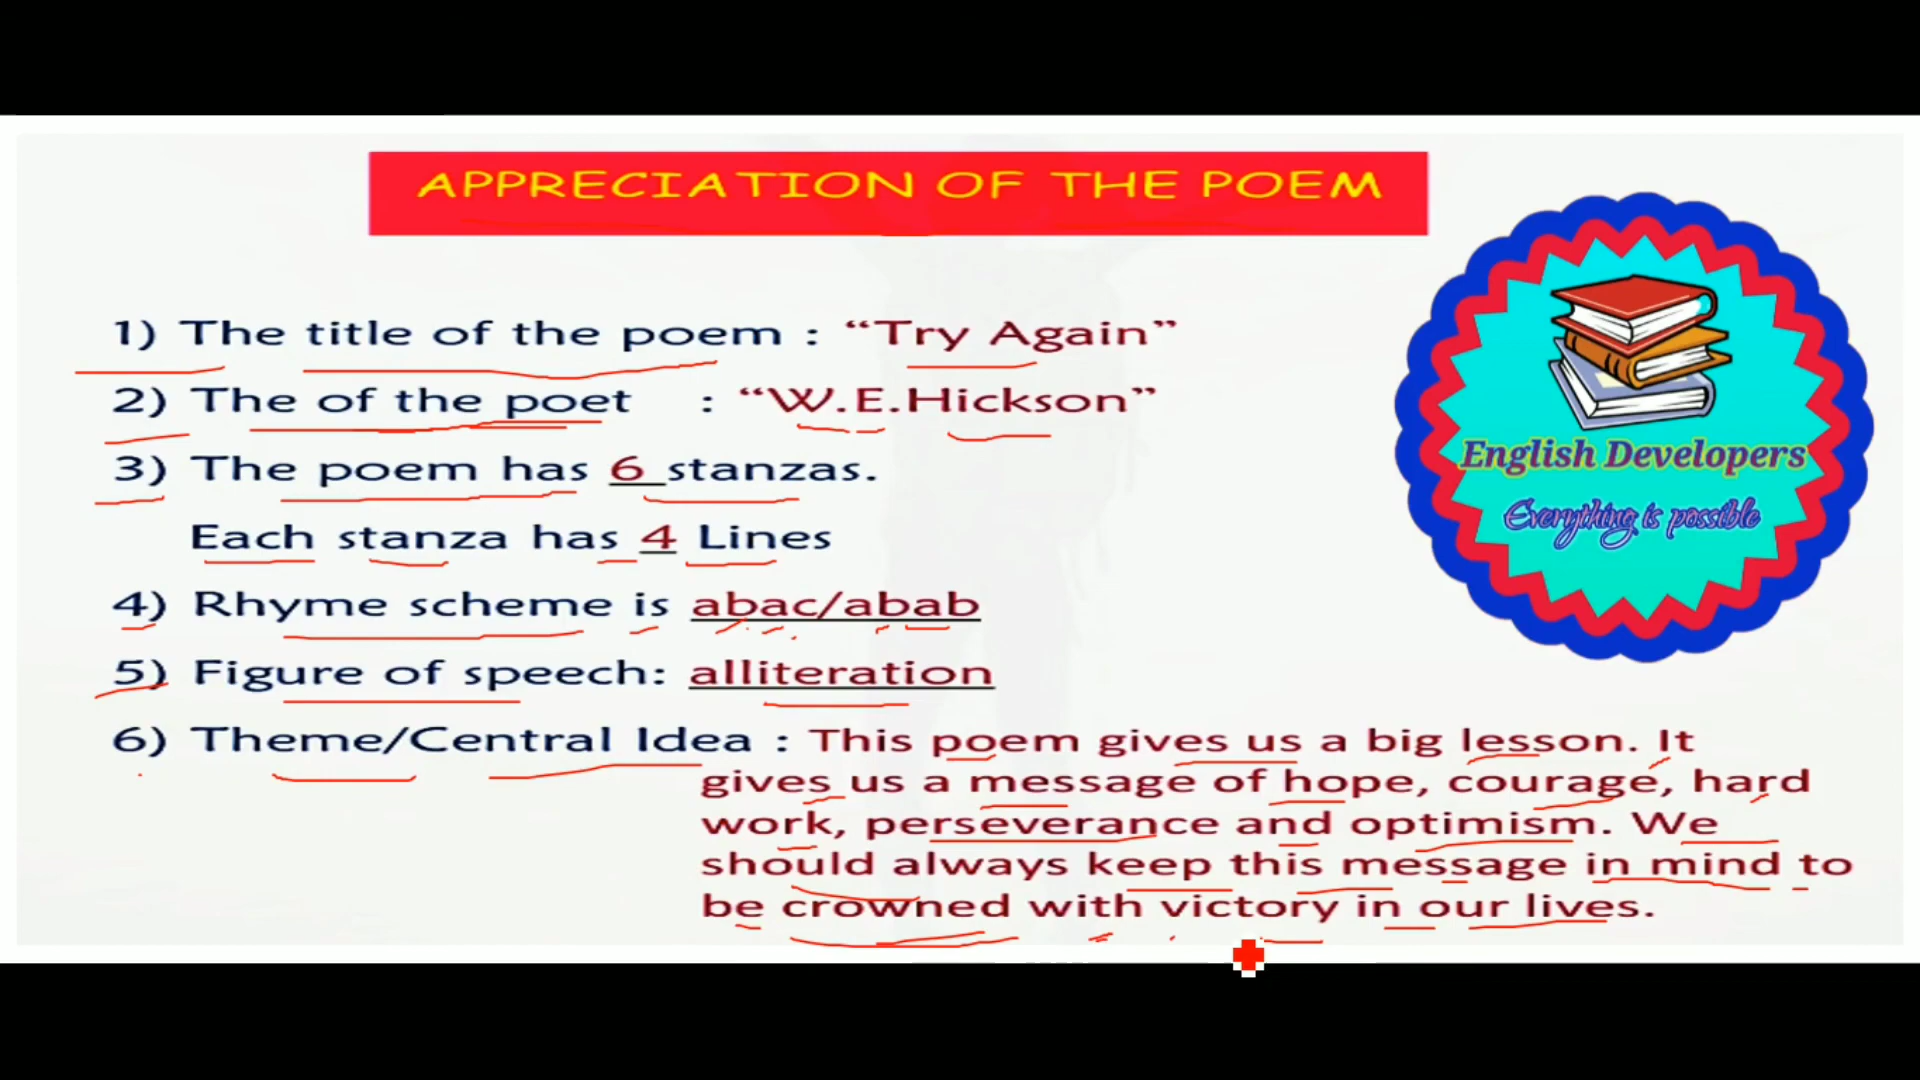 APPRECIATION OF THE POEM
1) The title of the poem : “Try Again”
2) The of the poet : “W.E.Hickson”
3) The poem has 6 stanzas.
Each stanza has 4 Lines
4) Rhyme scheme is abac/abab
5) Figure of speech: alliteration
6) Theme/Central Idea : This poem gives us a big lesson. It
gives us a message of hope, courage, hard
work, perseverance and optimism. We
should always keep this message in mind to
be crowned with victory in our lives.
English Developers
Everything is possible